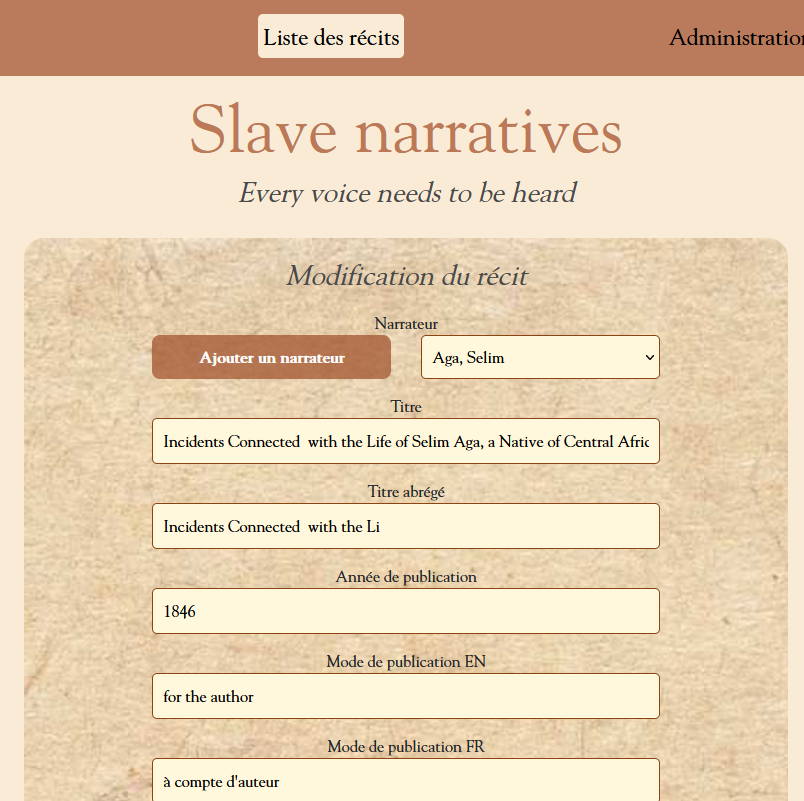 Liste des récits
Slave narratives
Every voice needs to be heard
Modification du récit
Narrateur
Ajouter un narrateur
Aga, Selim
Titre
Incidents Connected  with the Life of Selim Aga, a Native of Central
Titre abrégé
Incidents Connected  with the Li
Année de publication
1846
Mode de publication EN
for the author
Mode de publication FR
à compte d'auteur